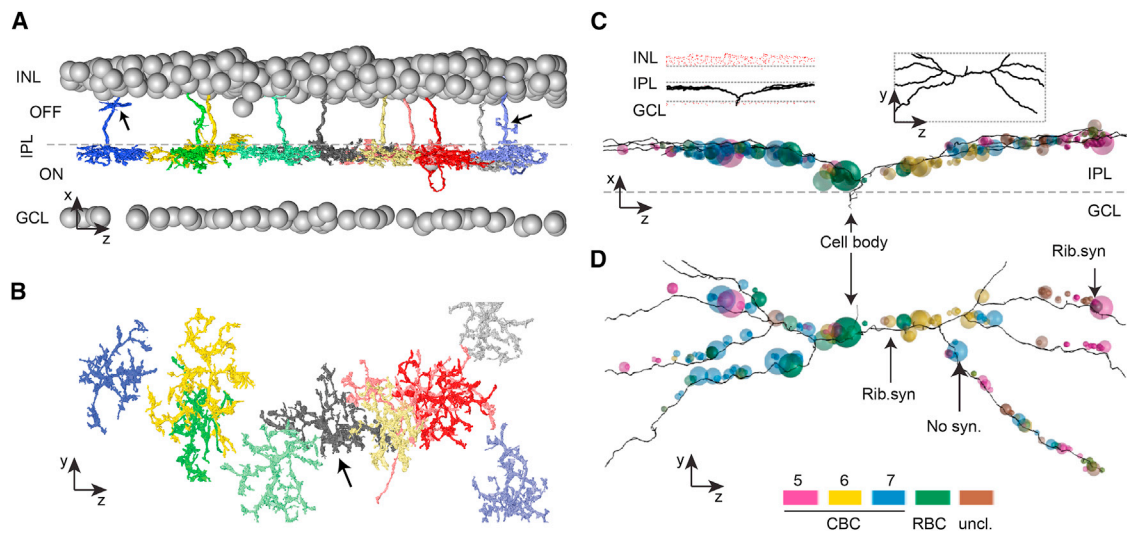 A
INL
OFF
IPL
ON
GCL
x
z
B
y
z
C
INL
IPL
GCL
y
z
x
z
IPL
GCL
Cell body
D
Rib.syn
Rib.syn
No syn.
y
z
5 6 7
CBC RBC uncl.